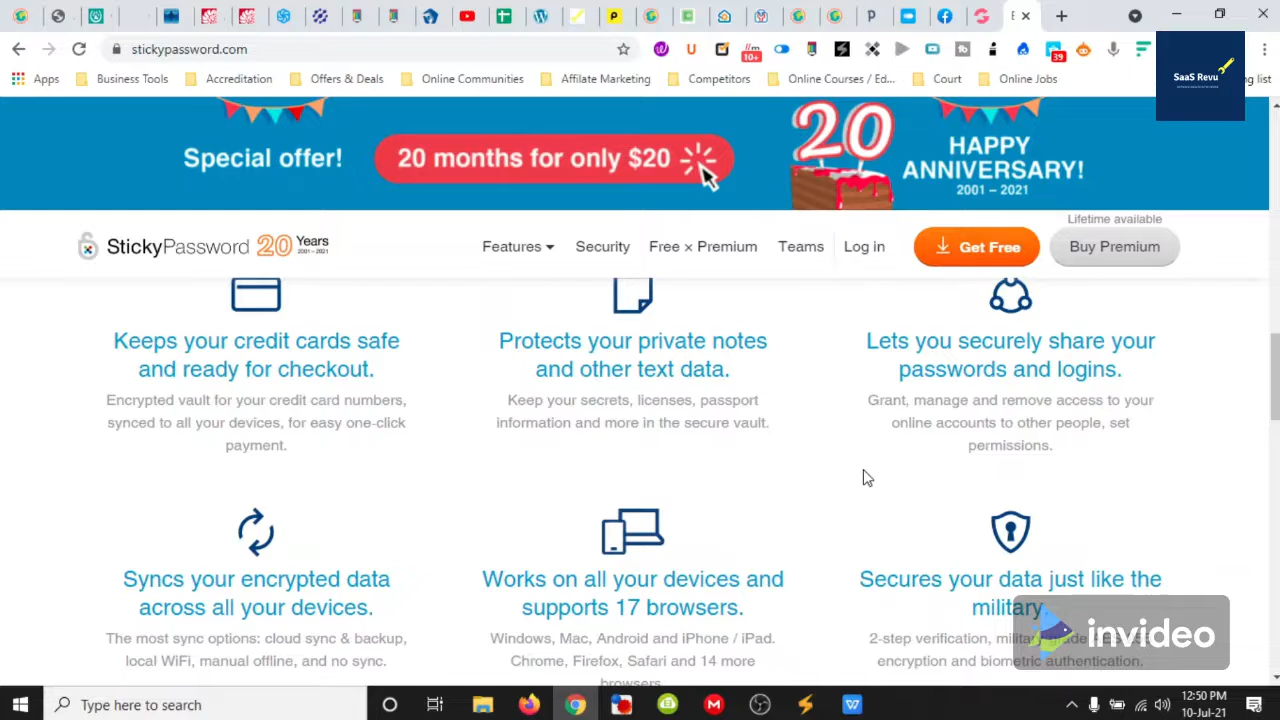 stickypassword.com
10+
39
Apps
Business Tools
Accreditation
Offers & Deals
Online Communities
Affiliate Marketing
Competitors
Online Courses / Ed...
Court
Online Jobs
ng list
SaaS Revu
Special offer!
20 months for only $20
20
HAPPY
ANNIVERSARY!
2001 – 2021
StickyPassword 20 Years
2001–2021
Features
Security
Free × Premium
Teams
Log in
Get Free
Lifetime available
Buy Premium
Keeps your credit cards safe
and ready for checkout.
Encrypted vault for your credit card numbers,
synced to all your devices, for easy one-click
payment.
Protects your private notes
and other text data.
Keep your secrets, licenses, passport
information and more in the secure vault.
Lets you securely share your
passwords and logins.
Grant, manage and remove access to your
online accounts to other people, set
permissions.
Syncs your encrypted data
across all your devices.
The most sync options: cloud sync & backup,
local WiFi, manual offline, and no sync.
Works on all your devices and
supports 17 browsers.
Windows, Mac, Android and iPhone / iPad.
Chrome, Firefox, Safari and 14 more
browsers.
Secures your data just like the
military.
2-step verification, military grade
encryption and biometric authentication.
invideo
Type here to search
12:50 PM
10-Jul-21